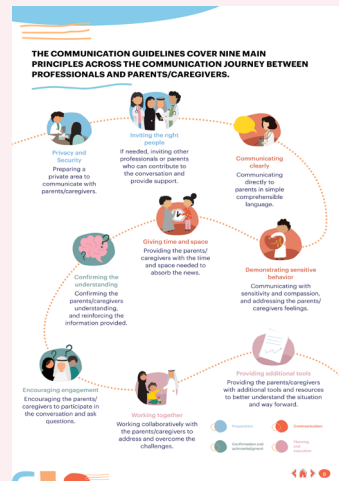 THE COMMUNICATION GUIDELINES COVER NINE MAIN
PRINCIPLES ACROSS THE COMMUNICATION JOURNEY BETWEEN
PROFESSIONALS AND PARENTS/CAREGIVERS.
Privacy and
Security
Preparing a
private area to
communicate with
parents/caregivers.
Inviting the right
people
If needed, inviting other
professionals or parents
who can contribute to
the conversation and
provide support.
Communicating
clearly
Communicating
directly to
parents in simple
comprehensible
language.
Demonstrating sensitive
behavior
Communicating with
sensitivity and compassion,
and addressing the parents/
caregivers feelings.
Giving time and space
Providing the parents/
caregivers with the time
and space needed to
absorb the news.
Confirming the
understanding
Confirming the
parents/caregivers
understanding,
and reinforcing the
information provided.
Encouraging engagement
Encouraging the parents/
caregivers to participate in
the conversation and ask
questions.
Working together
Working collaboratively with
the parents/caregivers to
address and overcome the
challenges.
Providing additional tools
Providing the parents/caregivers
with additional tools and resources
to better understand the situation
and way forward.
Preparation
Communication
Confirmation and
acknowledgment
Planning
and
execution